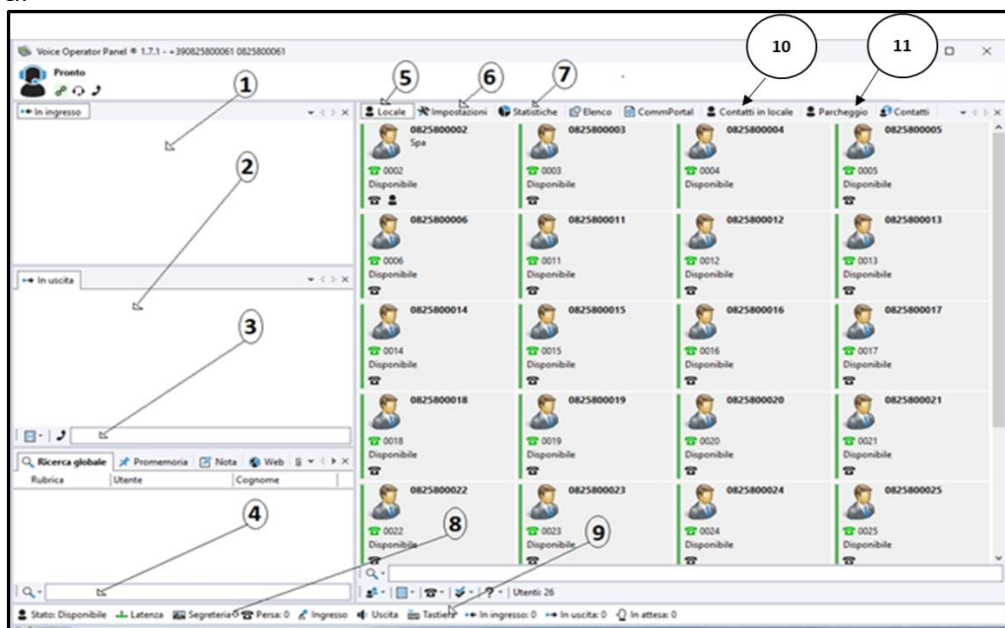 Voice Operator Panel ® 1.7.1 - +390825800061 0825800061
Pronto
1
2
3
4
5
6
7
8
9
10
11
In ingresso
In uscita
Ricerca globale Promemoria Nota Web
Rubrica Utente Cognome
Locale Impostazioni Statistiche Elenco CommPortal Contatti in locale Parcheggio Contatti
0825800002 0825800003 0825800004 0825800005
Spa
0002 0003 0004 0005
Disponibile Disponibile Disponibile Disponibile
0825800006 0825800011 0825800012 0825800013
0006 0011 0012 0013
Disponibile Disponibile Disponibile Disponibile
0825800014 0825800015 0825800016 0825800017
0014 0015 0016 0017
Disponibile Disponibile Disponibile Disponibile
0825800018 0825800019 0825800020 0825800021
0018 0019 0020 0021
Disponibile Disponibile Disponibile Disponibile
0825800022 0825800023 0825800024 0825800025
0022 0023 0024 0025
Disponibile Disponibile Disponibile Disponibile
Utenti: 26
Stato: Disponibile Latenza Segreteria 0 Persa: 0 Ingresso Uscita Tastiera In ingresso: 0 In uscita: 0 In attesa: 0